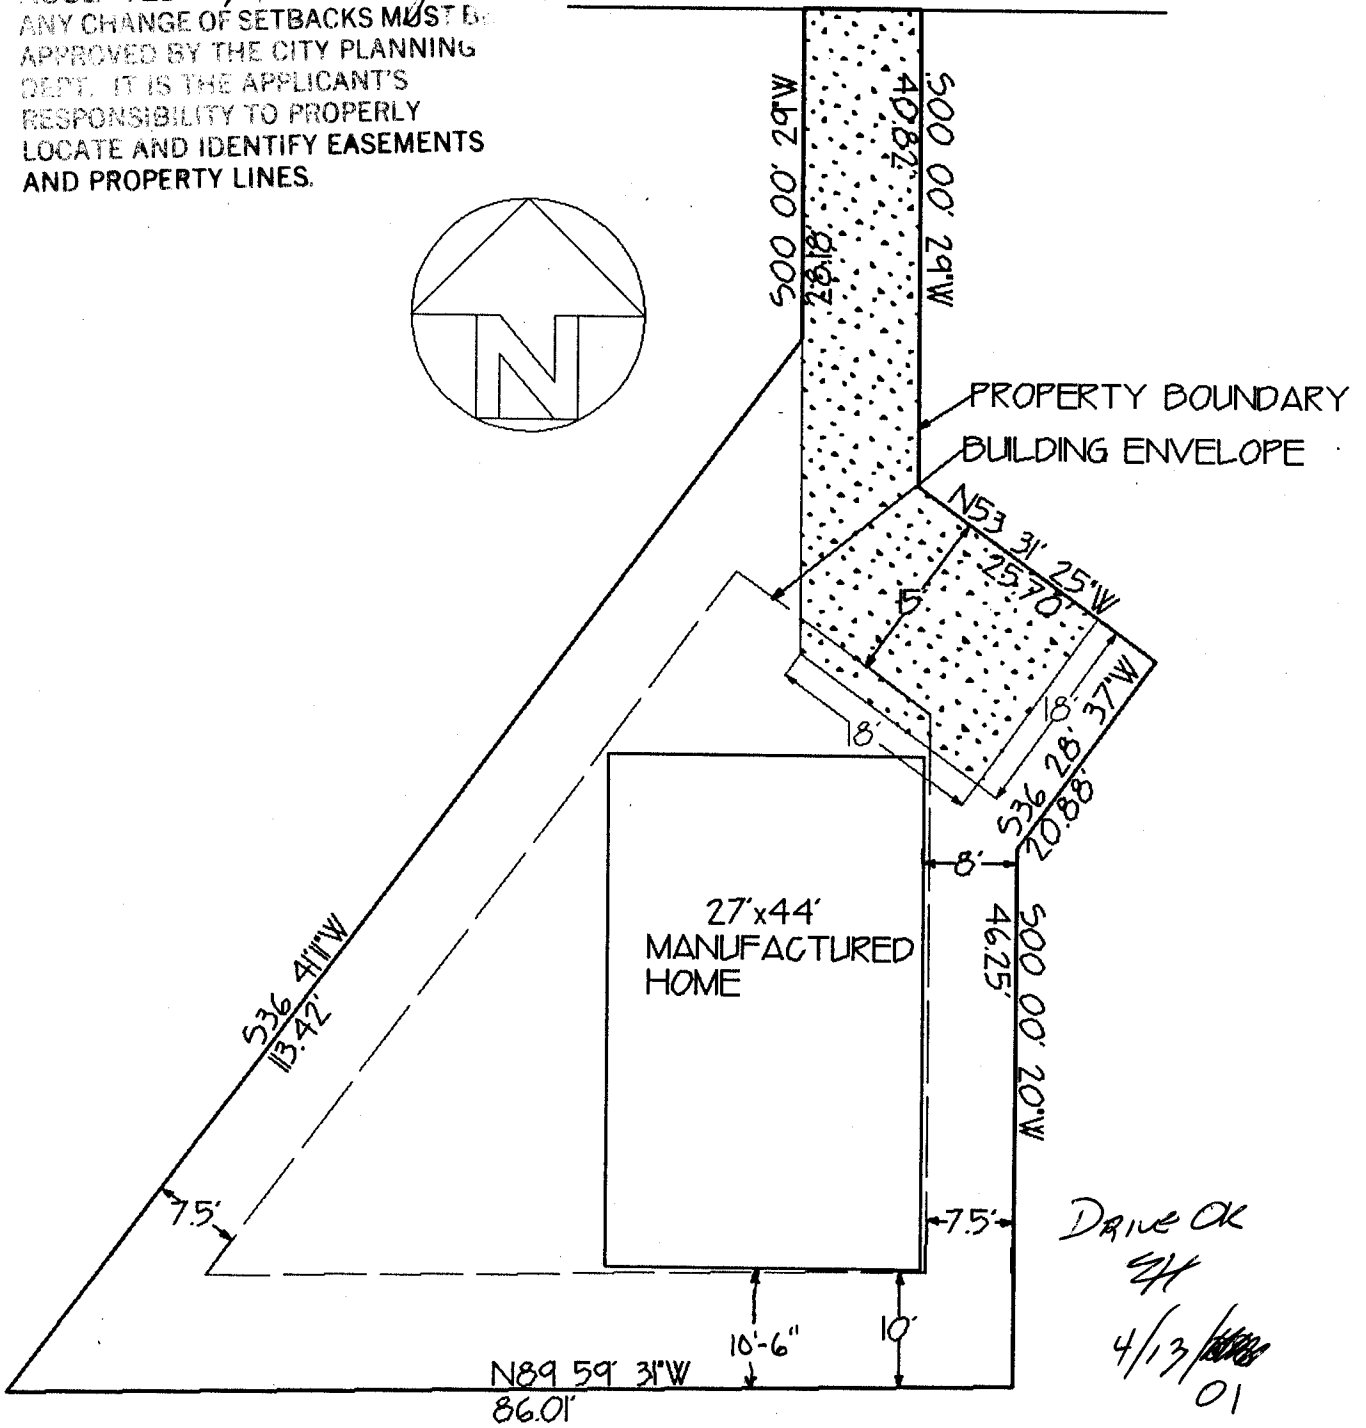 ANY CHANGE OF SETBACKS MUST BE
APPROVED BY THE CITY PLANNING
DEPT. IT IS THE APPLICANT'S
RESPONSIBILITY TO PROPERLY
LOCATE AND IDENTIFY EASEMENTS
AND PROPERTY LINES.
S00 00' 29"W
28.18'
S00 00' 29"W
40.82'
N
PROPERTY BOUNDARY
BUILDING ENVELOPE
N53 31' 25"W
25.70'
15'
18'
18'
S36 28' 37"W
20.88'
8'
27'x44'
MANUFACTURED
HOME
S00 00' 20"W
46.25'
S36 41'11"W
113.42'
7.5'
7.5'
10'-6"
10'
N89 59' 31"W
86.01'
DRIVE OK
4/13/
01